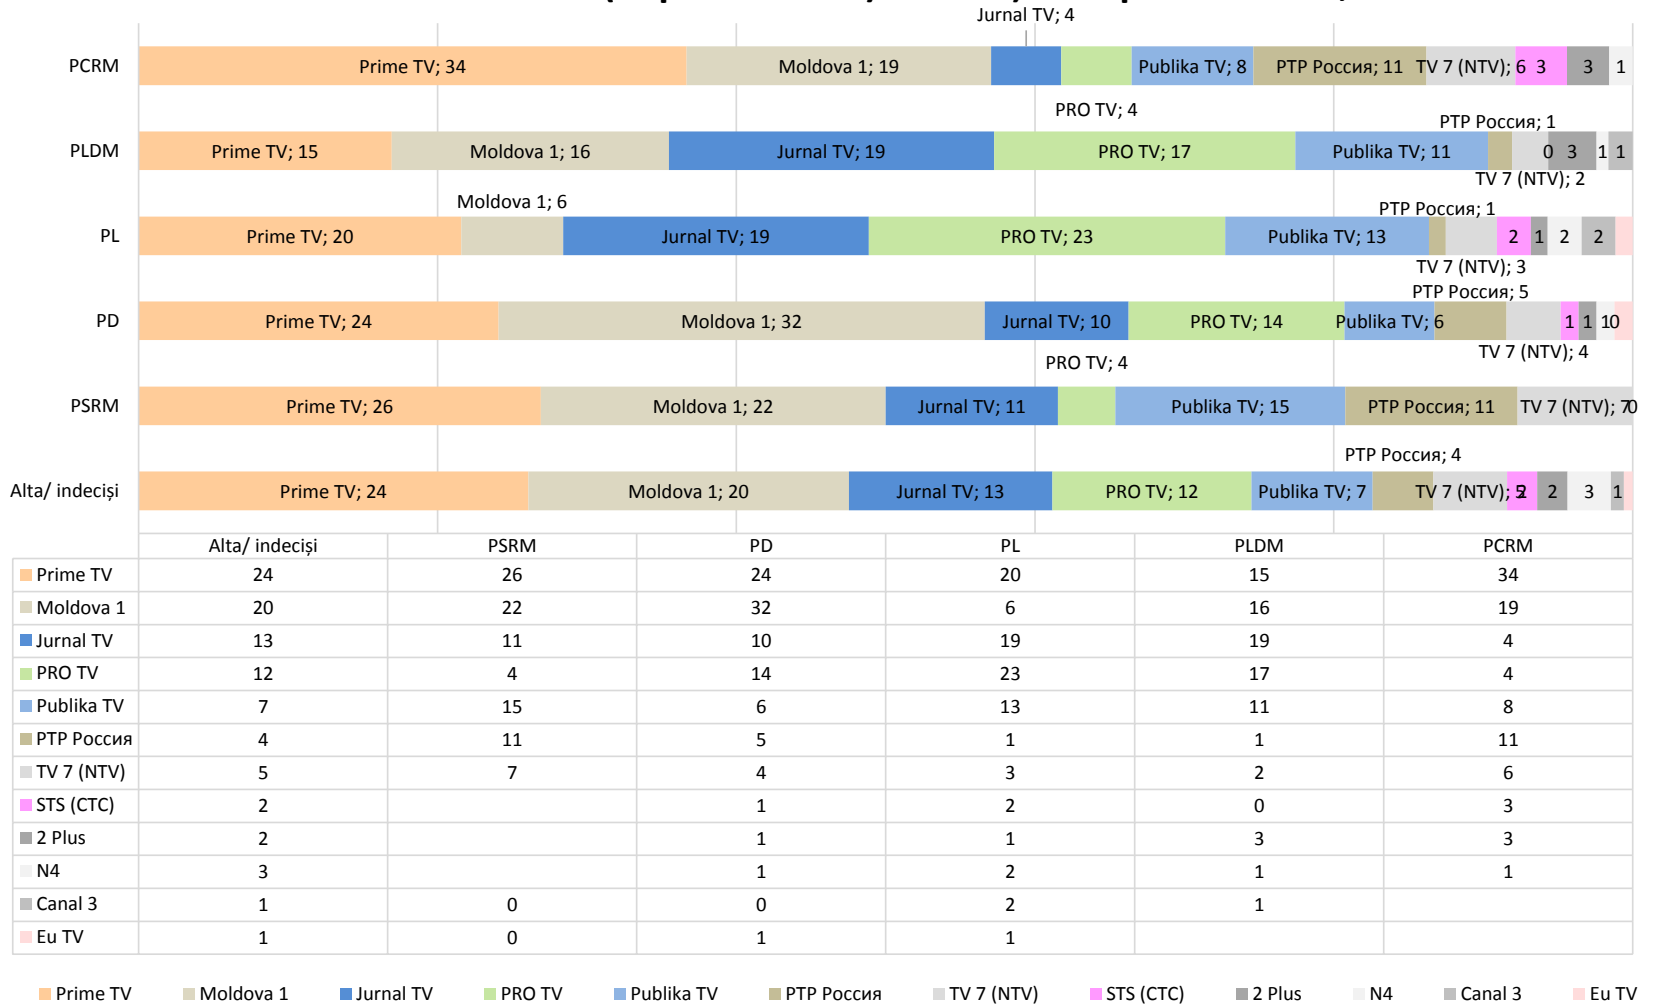 Jurnal TV; 4
PCRM Prime TV; 34 Moldova 1; 19 Publika TV; 8 РТР Россия; 11 TV 7 (NTV); 6 3 3 1
PRO TV; 4
РТР Россия; 1
PLDM Prime TV; 15 Moldova 1; 16 Jurnal TV; 19 PRO TV; 17 Publika TV; 11 0 3 1 1
TV 7 (NTV); 2
Moldova 1; 6
РТР Россия; 1
PL Prime TV; 20 Jurnal TV; 19 PRO TV; 23 Publika TV; 13 2 1 2 2
TV 7 (NTV); 3
РТР Россия; 5
PD Prime TV; 24 Moldova 1; 32 Jurnal TV; 10 PRO TV; 14 Publika TV; 6 1 1 1 0
TV 7 (NTV); 4
PRO TV; 4
PSRM Prime TV; 26 Moldova 1; 22 Jurnal TV; 11 Publika TV; 15 РТР Россия; 11 TV 7 (NTV); 7 0
РТР Россия; 4
Alta/ indeciși Prime TV; 24 Moldova 1; 20 Jurnal TV; 13 PRO TV; 12 Publika TV; 7 TV 7 (NTV); 5 2 2 3 1
Alta/ indeciși PSRM PD PL PLDM PCRM
Prime TV 24 26 24 20 15 34
Moldova 1 20 22 32 6 16 19
Jurnal TV 13 11 10 19 19 4
PRO TV 12 4 14 23 17 4
Publika TV 7 15 6 13 11 8
РТР Россия 4 11 5 1 1 11
TV 7 (NTV) 5 7 4 3 2 6
STS (СТС) 2 1 2 0 3
2 Plus 2 1 1 3 3
N4 3 1 2 1 1
Canal 3 1 0 0 2 1
Eu TV 1 0 1 1
Prime TV Moldova 1 Jurnal TV PRO TV Publika TV РТР Россия TV 7 (NTV) STS (СТС) 2 Plus N4 Canal 3 Eu TV